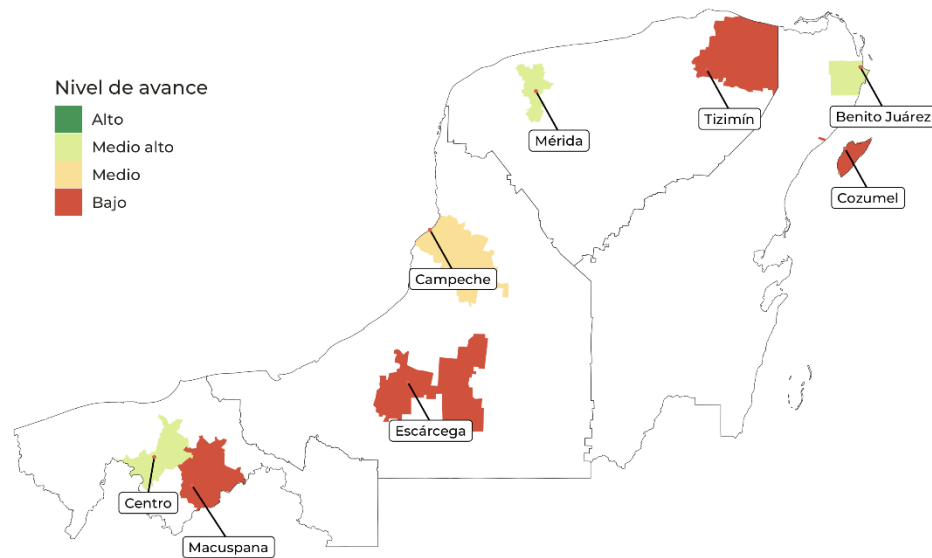 Nivel de avance
Alto
Medio alto
Medio
Bajo
Mérida
Tizimín
Benito Juárez
Cozumel
Campeche
Escárcega
Centro
Macuspana